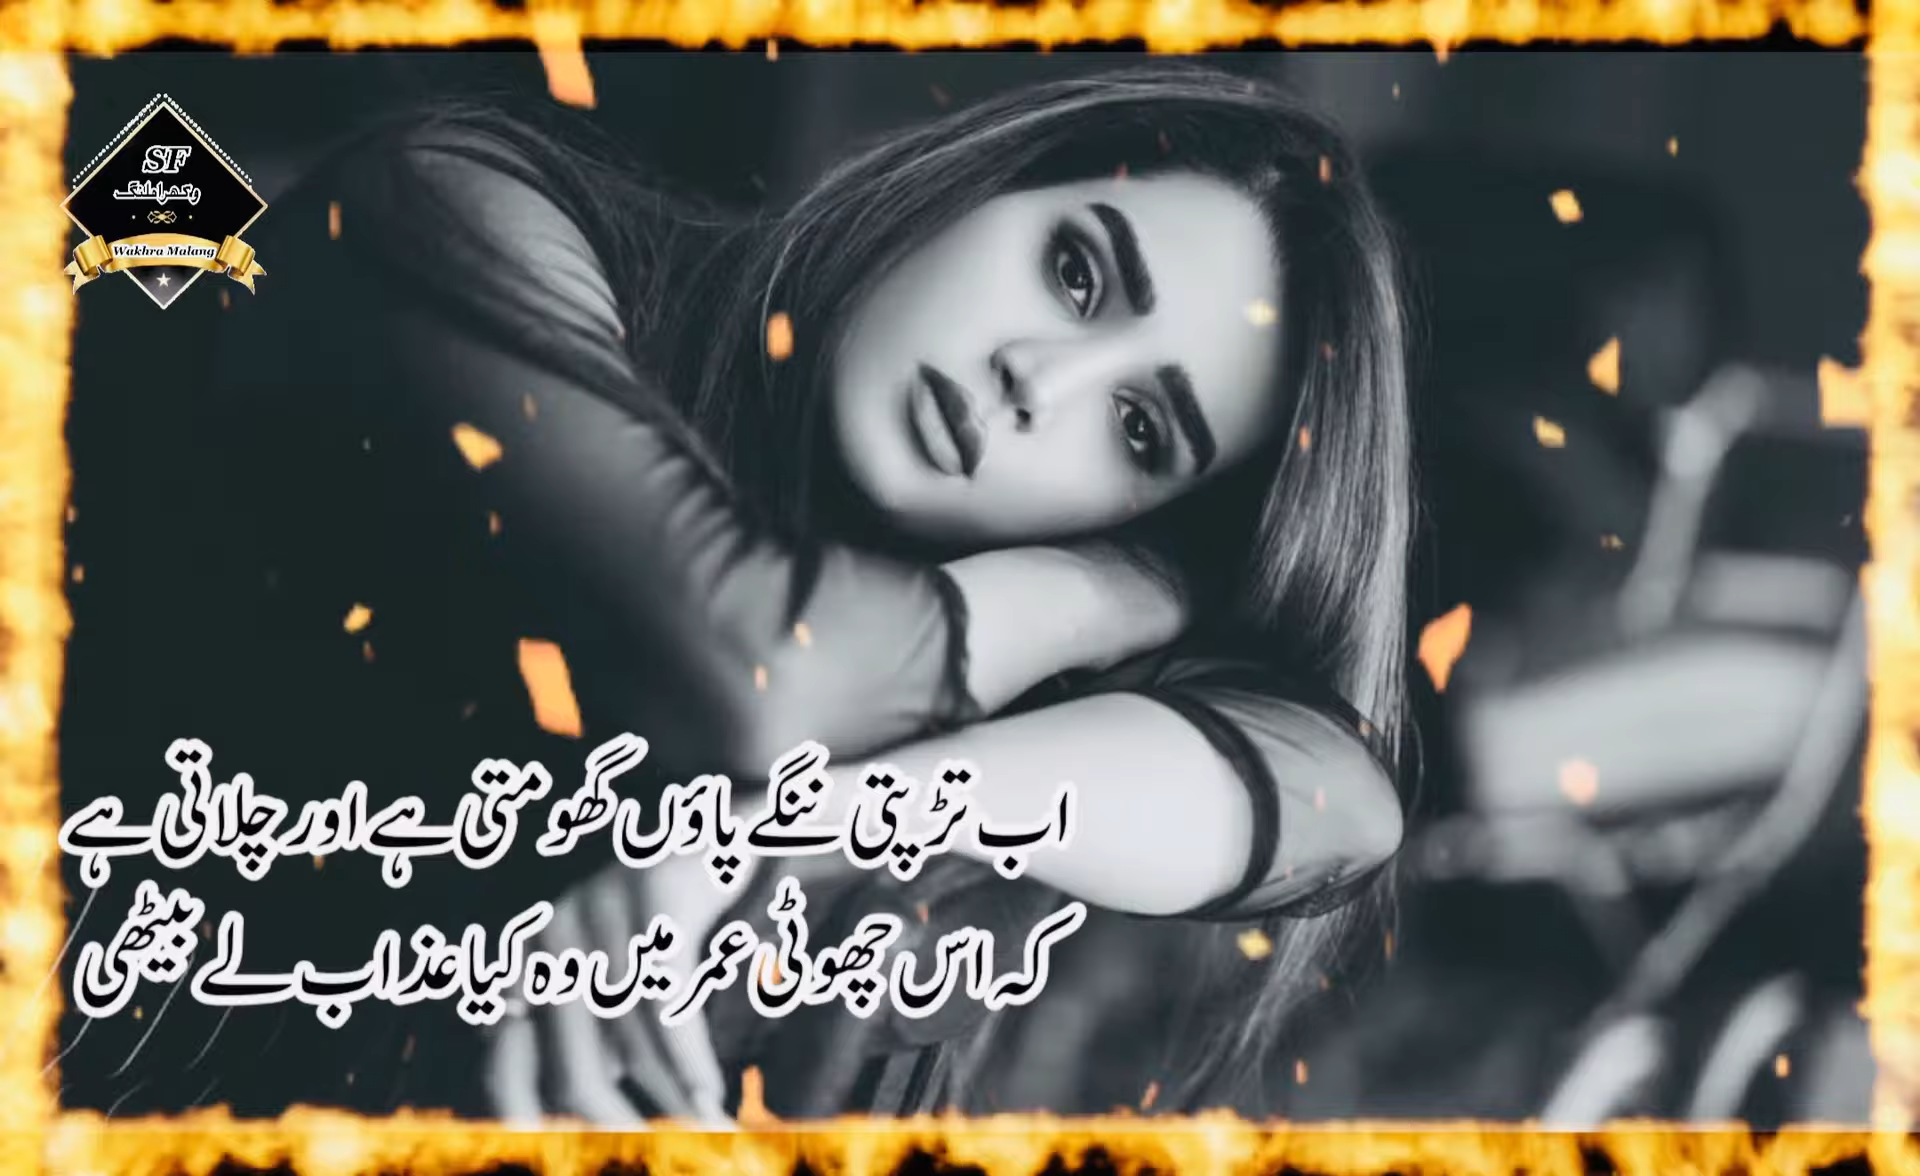 SF
وکھرا ملنگ
Wakhra Malang
اب تڑپتی ننگے پاؤں گھومتی ہے اور چلاتی ہے
کہ اس چھوٹی عمر میں وہ کیا عذاب لے بیٹھی